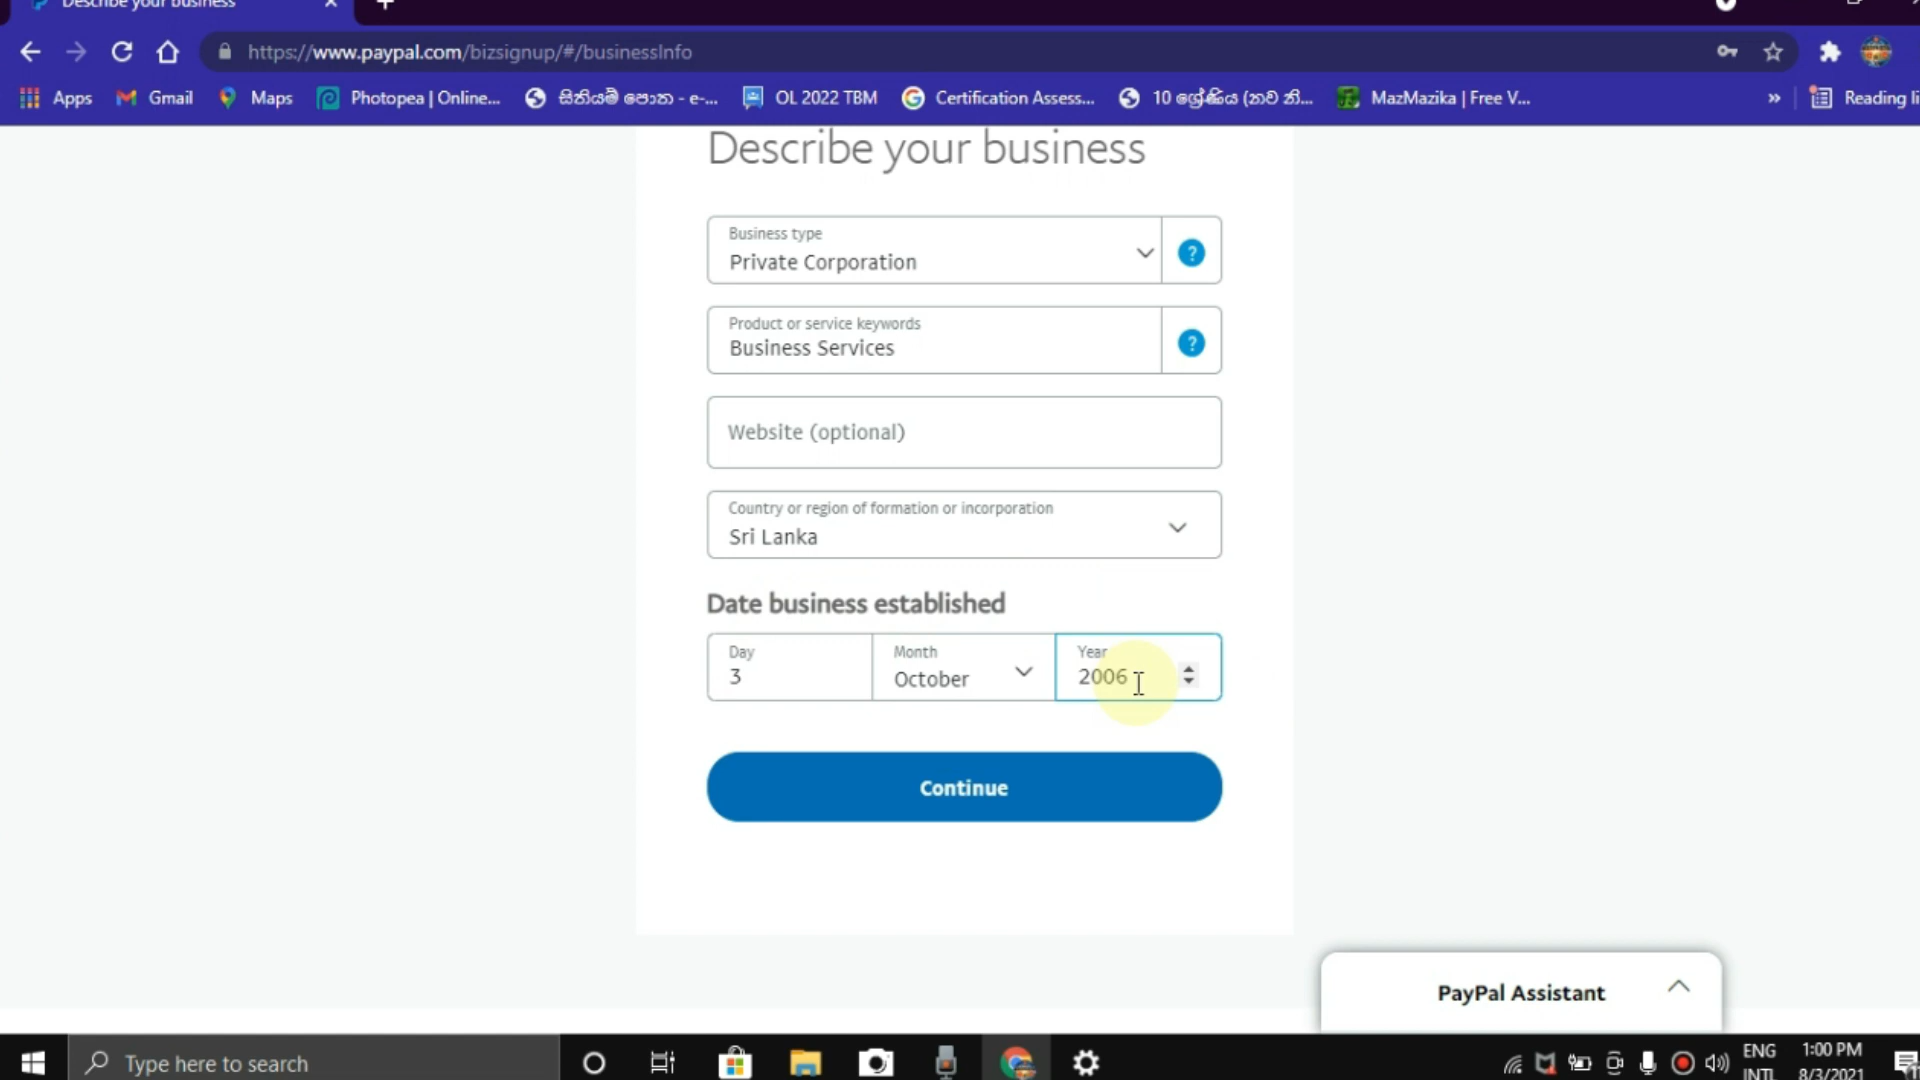 Describe your business
https://www.paypal.com/bizsignup/#/businessInfo
Apps Gmail Maps Photopea | Online... සිතියම් පොත - e-... OL 2022 TBM Certification Assess... 10 ශ්‍රේණිය (නව නි... MazMazika | Free V... » Reading li
Describe your business
Business type
Private Corporation
?
Product or service keywords
Business Services
?
Website (optional)
Country or region of formation or incorporation
Sri Lanka
Date business established
Day Month Year
3 October 2006
Continue
PayPal Assistant
Type here to search
ENG 1:00 PM
INTL 8/3/2021